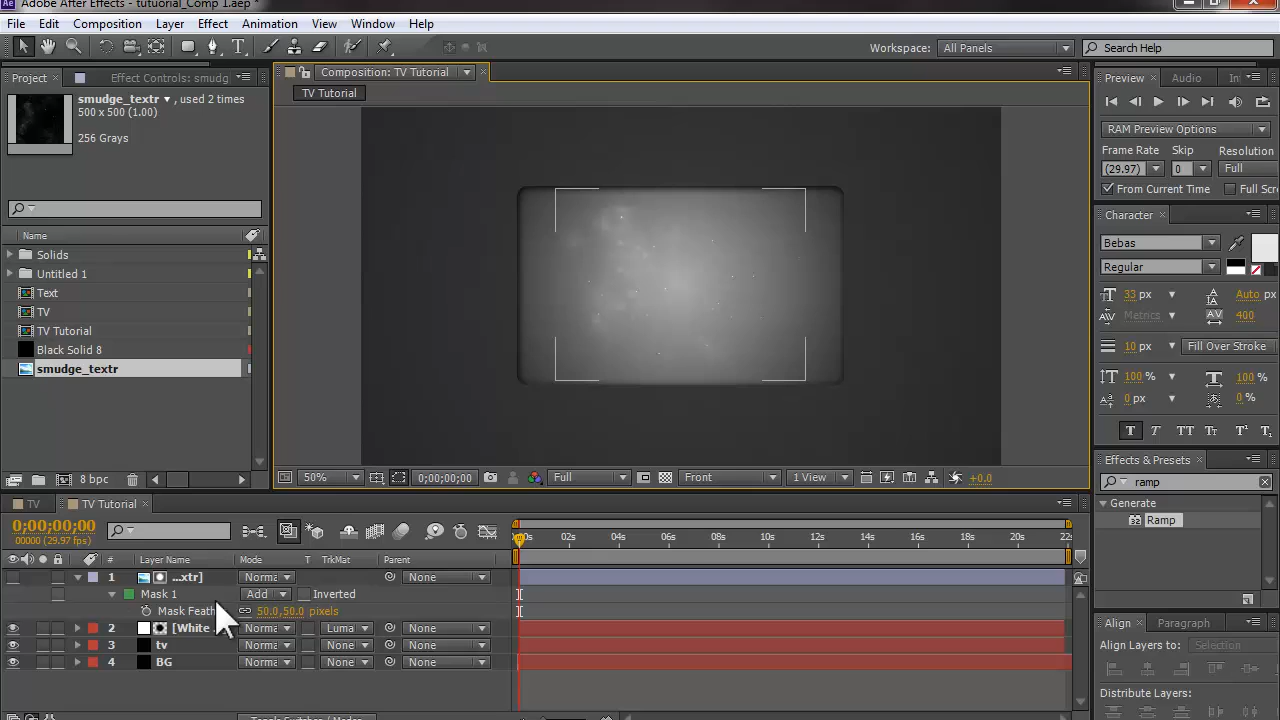 Adobe After Effects - tutuorial_Comp 1.aep *
File Edit Composition Layer Effect Animation View Window Help
Workspace: All Panels Search Help
Project Effect Controls: smudg
Composition: TV Tutorial
Preview Audio In
TV Tutorial
smudge_textr , used 2 times
500 x 500 (1.00)
256 Grays
RAM Preview Options
Frame Rate Skip Resolution
(29.97) 0 Full
From Current Time Full Scre
Character
Name
Solids
Untitled 1
Text
TV
TV Tutorial
Black Solid 8
smudge_textr
Bebas
Regular
33 px Auto px
Metrics 400
10 px Fill Over Stroke
100 % 100 %
0 px 0 %
T T TT Tt T T
Effects & Presets
ramp
Generate
Ramp
8 bpc
50% 0;00;00;00 Full Front 1 View +0.0
TV TV Tutorial
0;00;00;00
00000 (29.97 fps)
02s 04s 06s 08s 10s 12s 14s 16s 18s 20s 22s
# Layer Name Mode T TrkMat Parent
1 ...xtr] Norma None
Mask 1 Add Inverted
Mask Feath 50.0,50.0 pixels
2 [White Norma Luma None
3 tv Norma None None
4 BG Norma None None
Toggle Switches / Modes
Align Paragraph
Align Layers to: Selection
Distribute Layers: